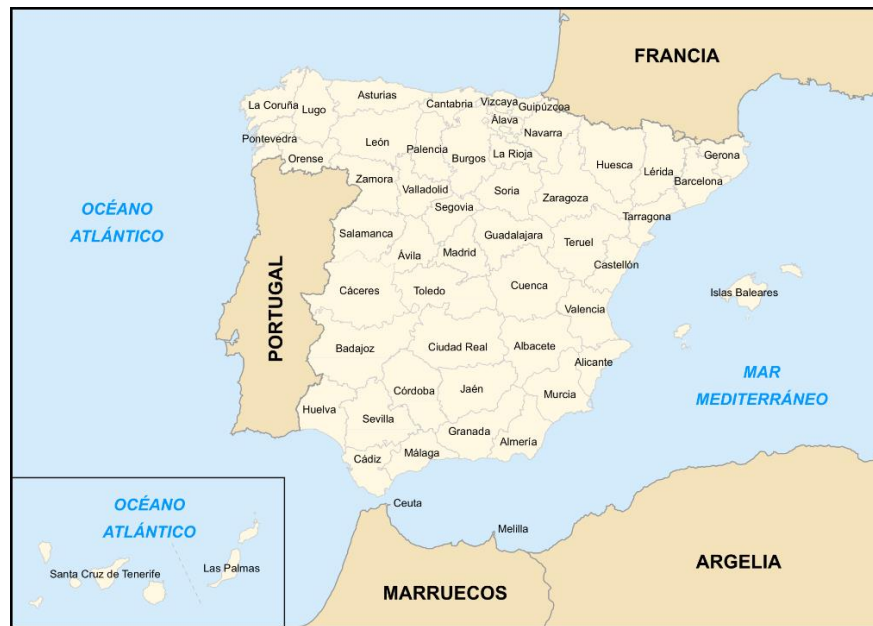 FRANCIA
Asturias
Cantabria
Vizcaya
Guipúzcoa
La Coruña
Lugo
Álava
Navarra
Pontevedra
León
Palencia
Burgos
La Rioja
Orense
Huesca
Lérida
Gerona
Barcelona
Zamora
Valladolid
Soria
Zaragoza
Segovia
Tarragona
OCÉANO
ATLÁNTICO
Salamanca
Ávila
Madrid
Guadalajara
Teruel
Castellón
PORTUGAL
Cáceres
Toledo
Cuenca
Islas Baleares
Valencia
Badajoz
Ciudad Real
Albacete
Alicante
MAR
MEDITERRÁNEO
Córdoba
Jaén
Murcia
Huelva
Sevilla
Granada
Almería
Cádiz
Málaga
Ceuta
Melilla
OCÉANO
ATLÁNTICO
Santa Cruz de Tenerife
Las Palmas
MARRUECOS
ARGELIA